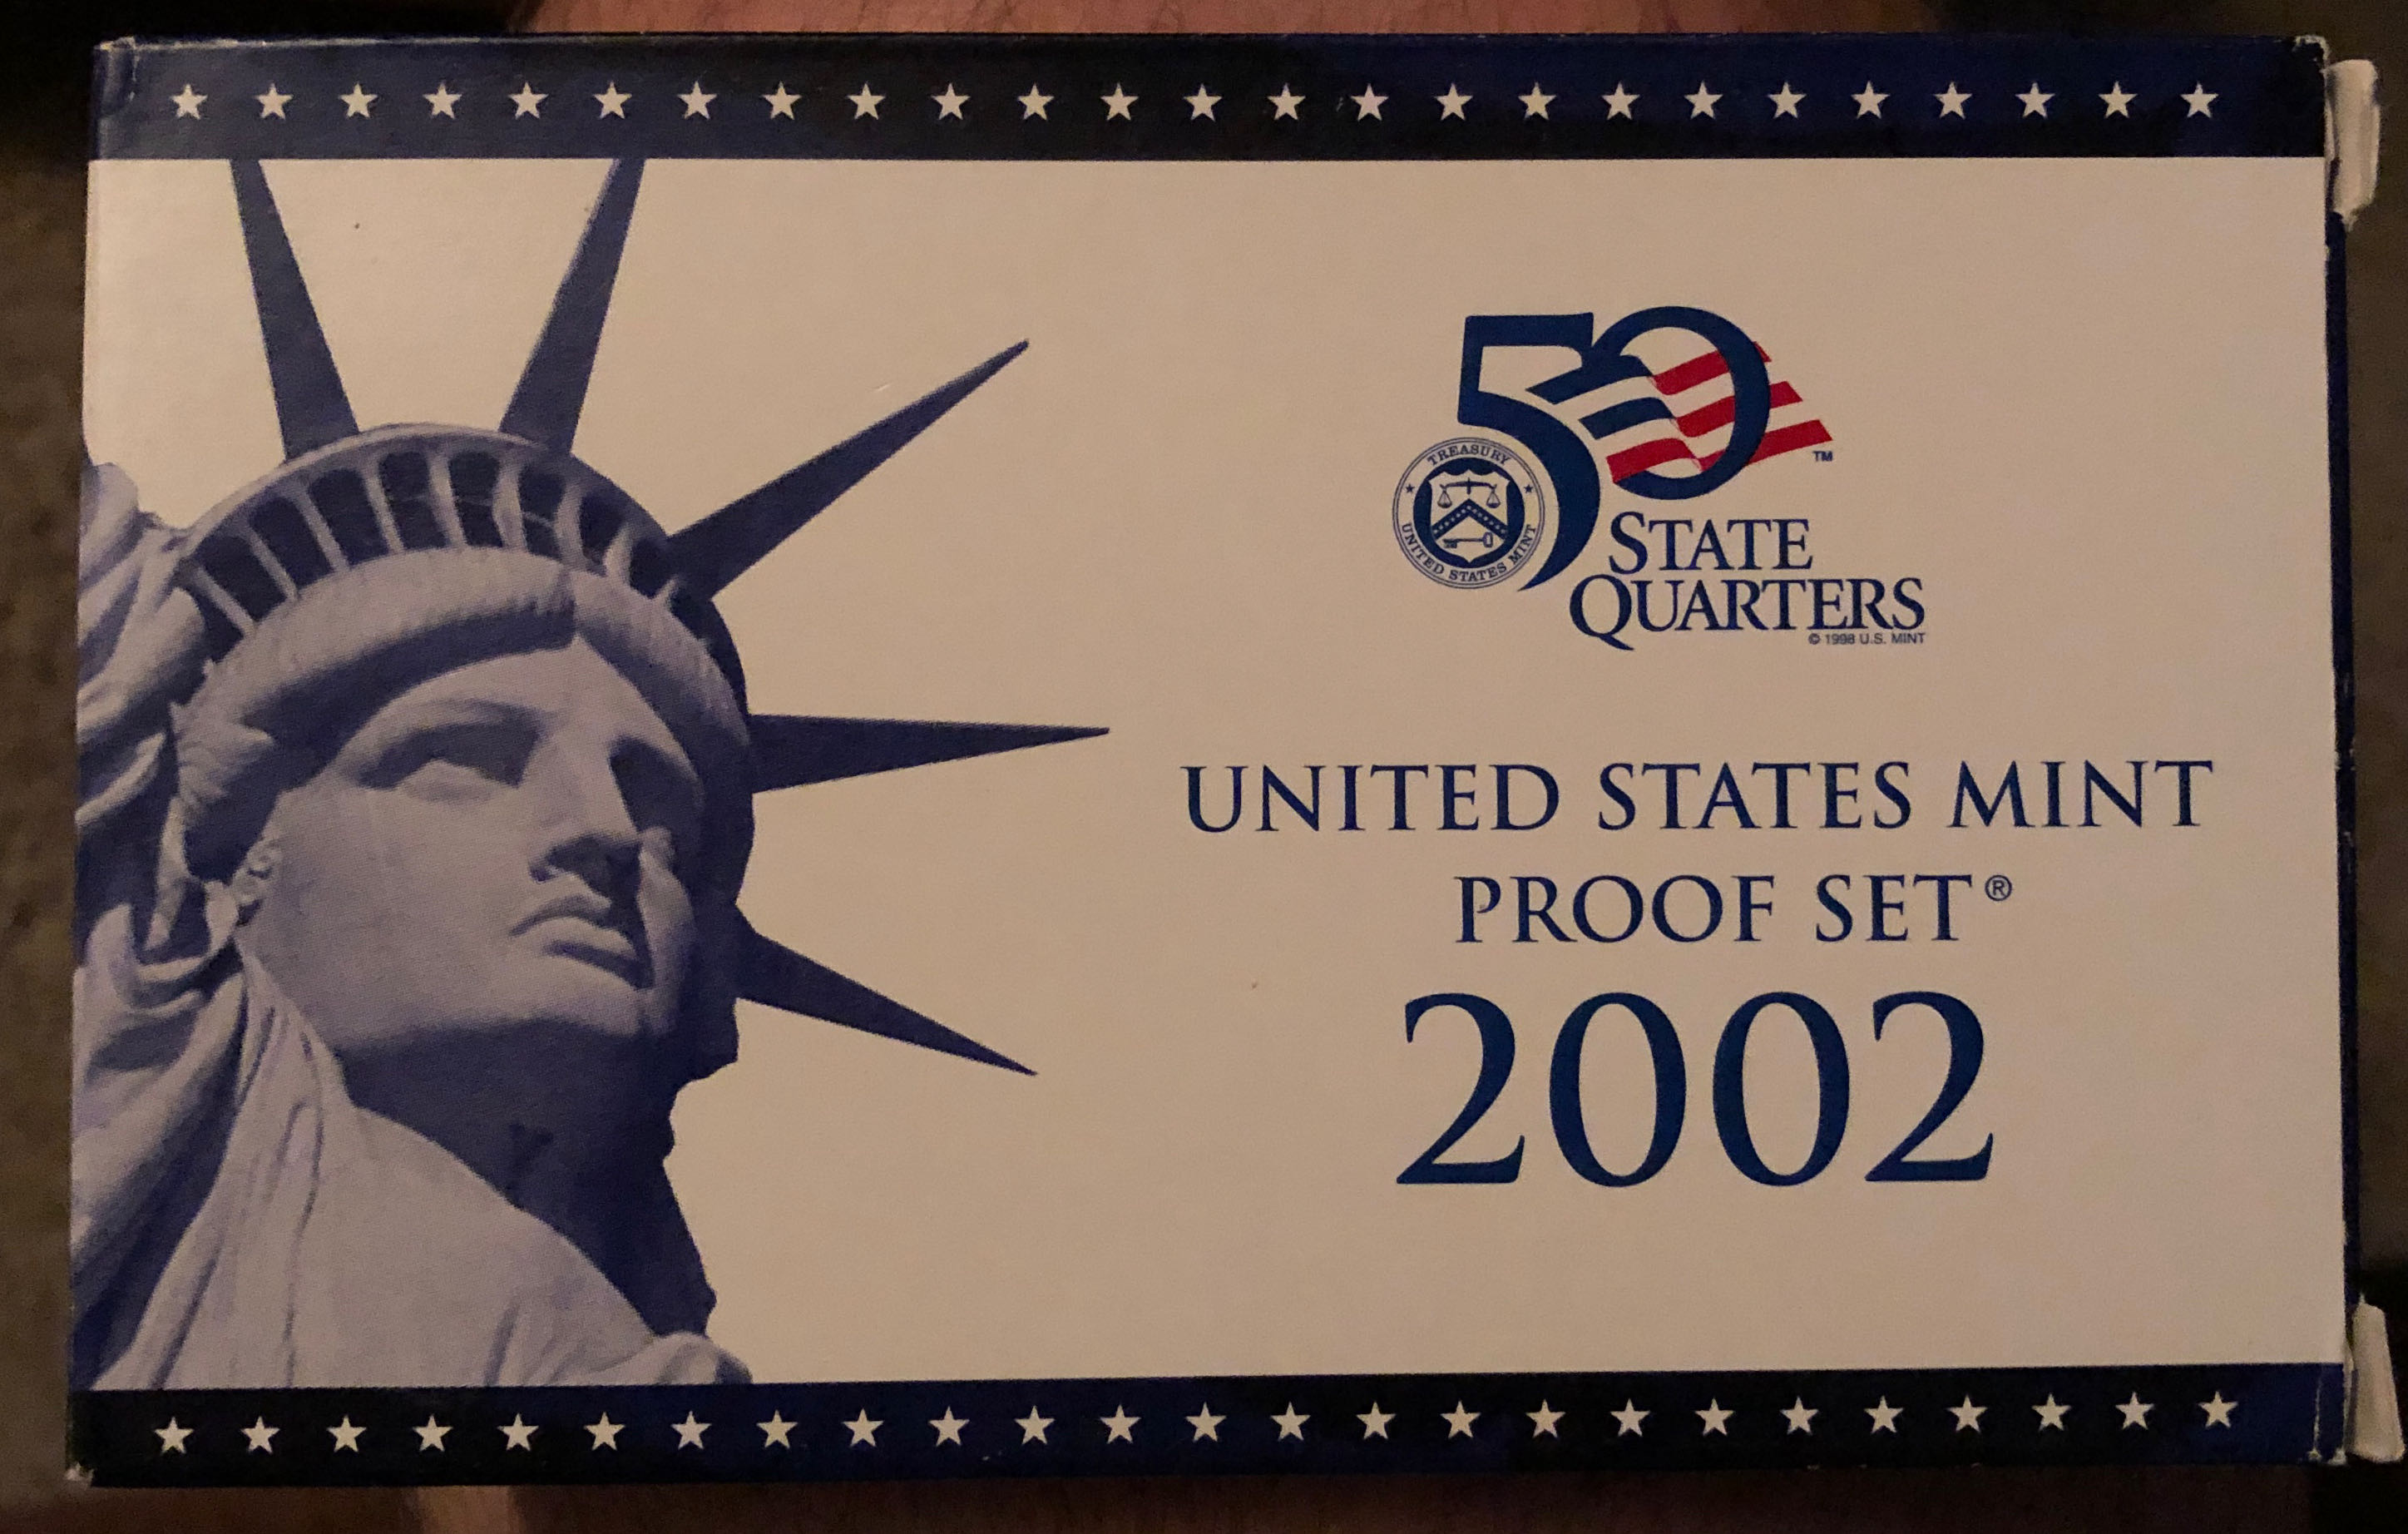 50
™
TREASURY
UNITED STATES MINT
STATE
QUARTERS
© 1998 U.S. MINT
UNITED STATES MINT
PROOF SET®
2002